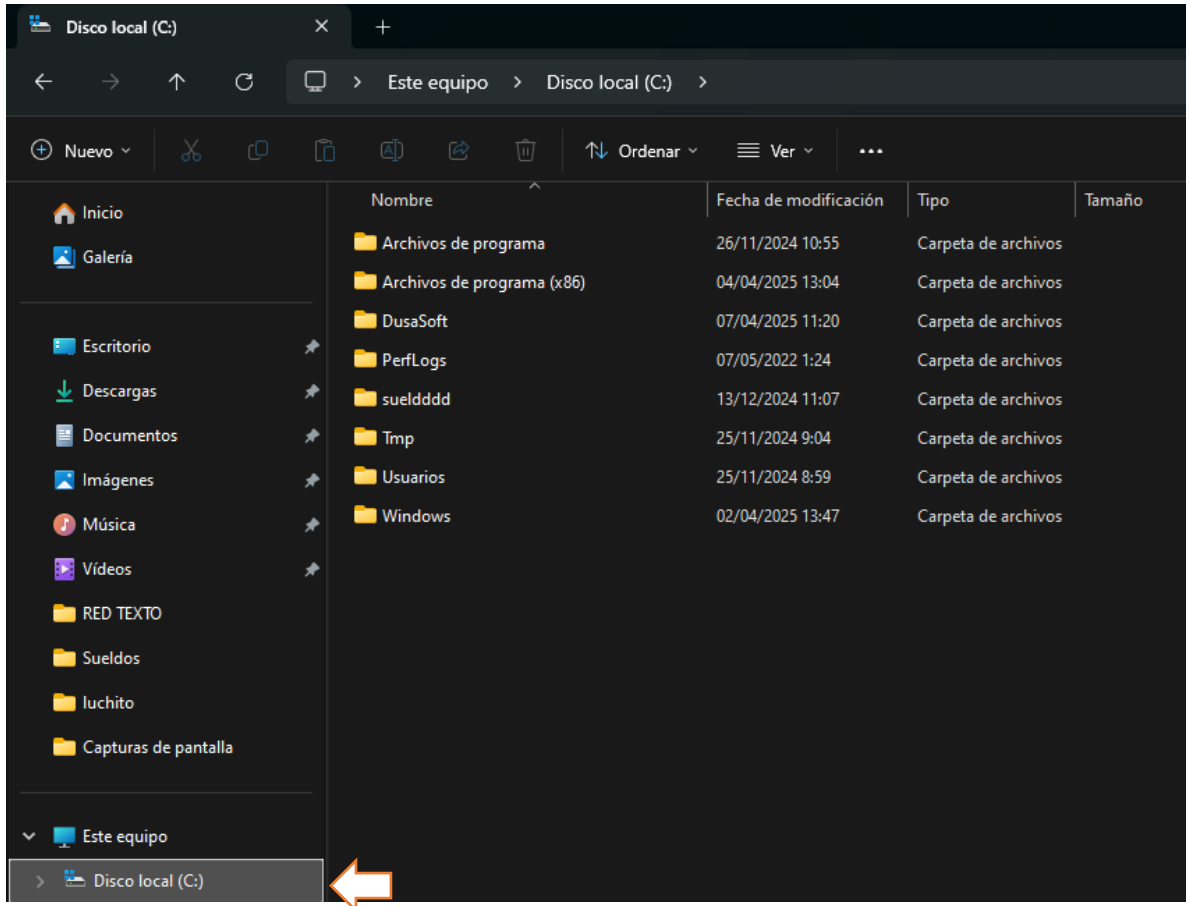 Disco local (C:)
Este equipo > Disco local (C:) >
Nuevo Ordenar Ver ...
Nombre Fecha de modificación Tipo Tamaño
Inicio
Galería
Escritorio
Descargas
Documentos
Imágenes
Música
Vídeos
RED TEXTO
Sueldos
luchito
Capturas de pantalla
Este equipo
Disco local (C:)
Archivos de programa 26/11/2024 10:55 Carpeta de archivos
Archivos de programa (x86) 04/04/2025 13:04 Carpeta de archivos
DusaSoft 07/04/2025 11:20 Carpeta de archivos
PerfLogs 07/05/2022 1:24 Carpeta de archivos
sueldddd 13/12/2024 11:07 Carpeta de archivos
Tmp 25/11/2024 9:04 Carpeta de archivos
Usuarios 25/11/2024 8:59 Carpeta de archivos
Windows 02/04/2025 13:47 Carpeta de archivos